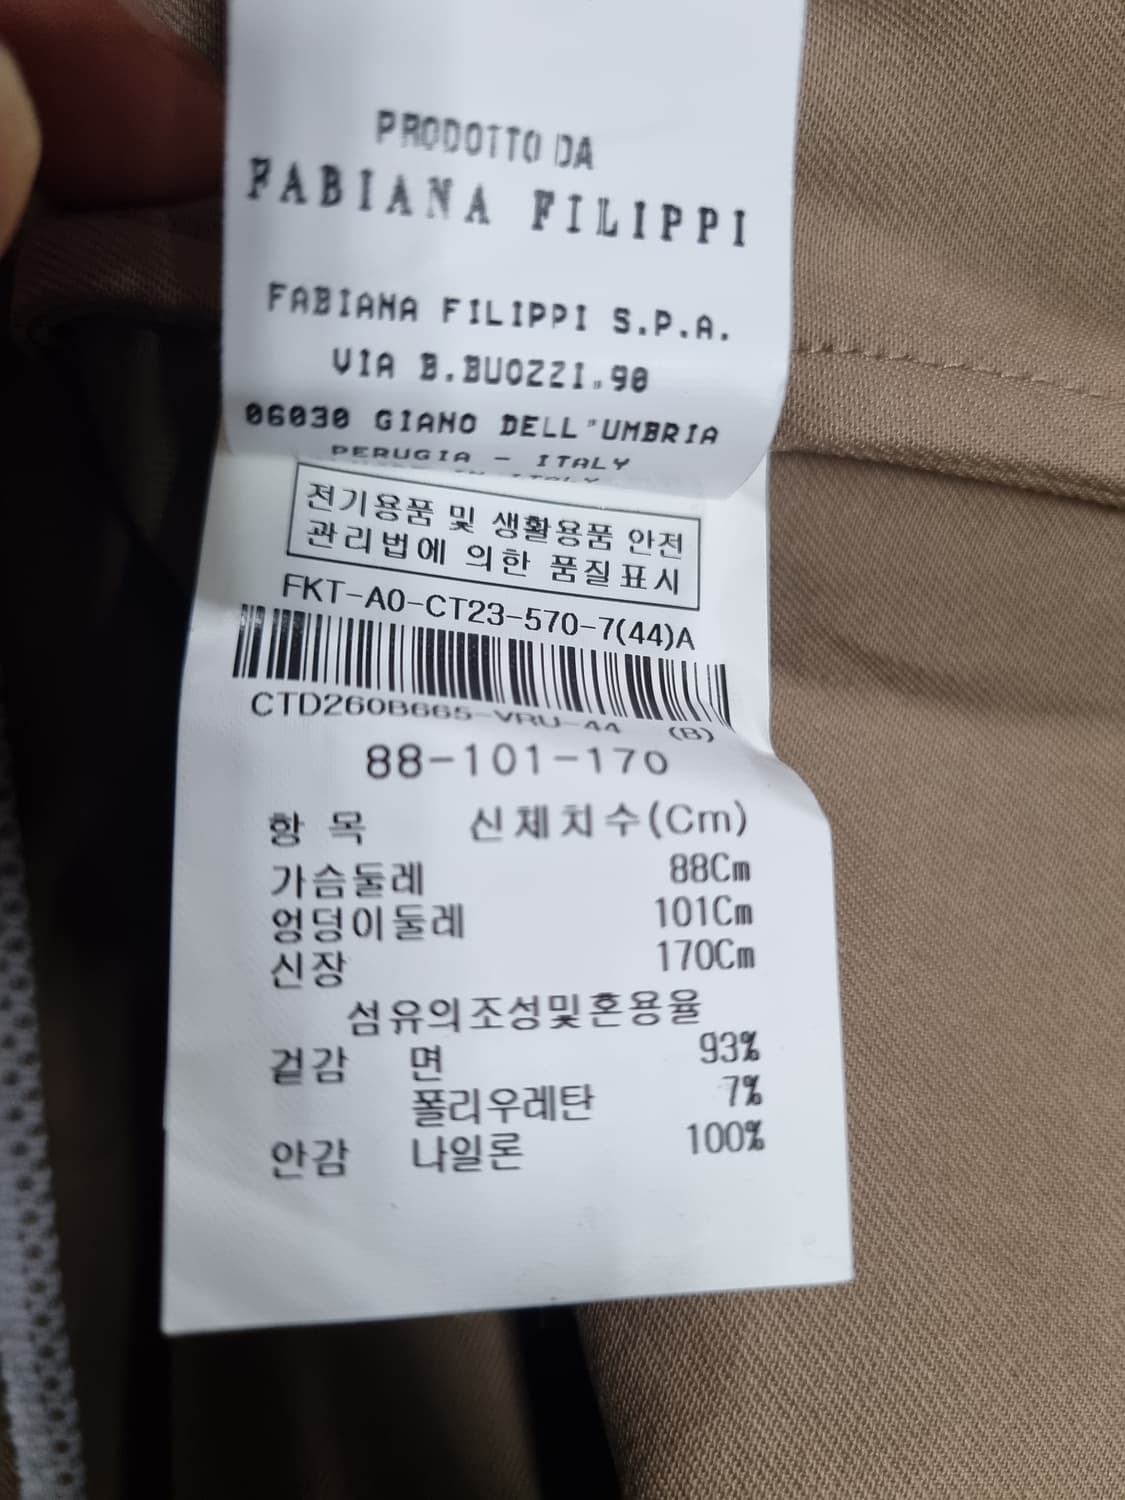 PRODOTTO DA
FABIANA FILIPPI
FABIANA FILIPPI S.P.A.
VIA B.BUOZZI,90
06030 GIANO DELL'UMBRIA
PERUGIA - ITALY
전기용품 및 생활용품 안전
관리법에 의한 품질표시
FKT-A0-CT23-570-7(44)A
CTD260B665-VRU-44 (B)
88-101-170
항 목 신체치수(Cm)
가슴둘레 88Cm
엉덩이둘레 101Cm
신장 170Cm
섬유의조성및혼용율
겉감 면 93%
폴리우레탄 7%
안감 나일론 100%